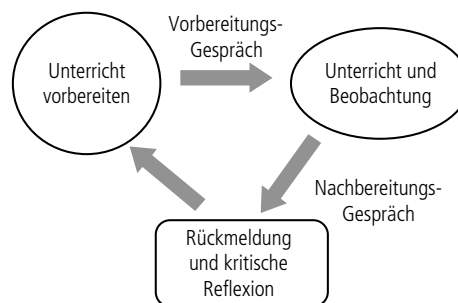 Vorbereitungs-
Gespräch
Unterricht
vorbereiten
Unterricht und
Beobachtung
Nachbereitungs-
Gespräch
Rückmeldung
und kritische
Reflexion